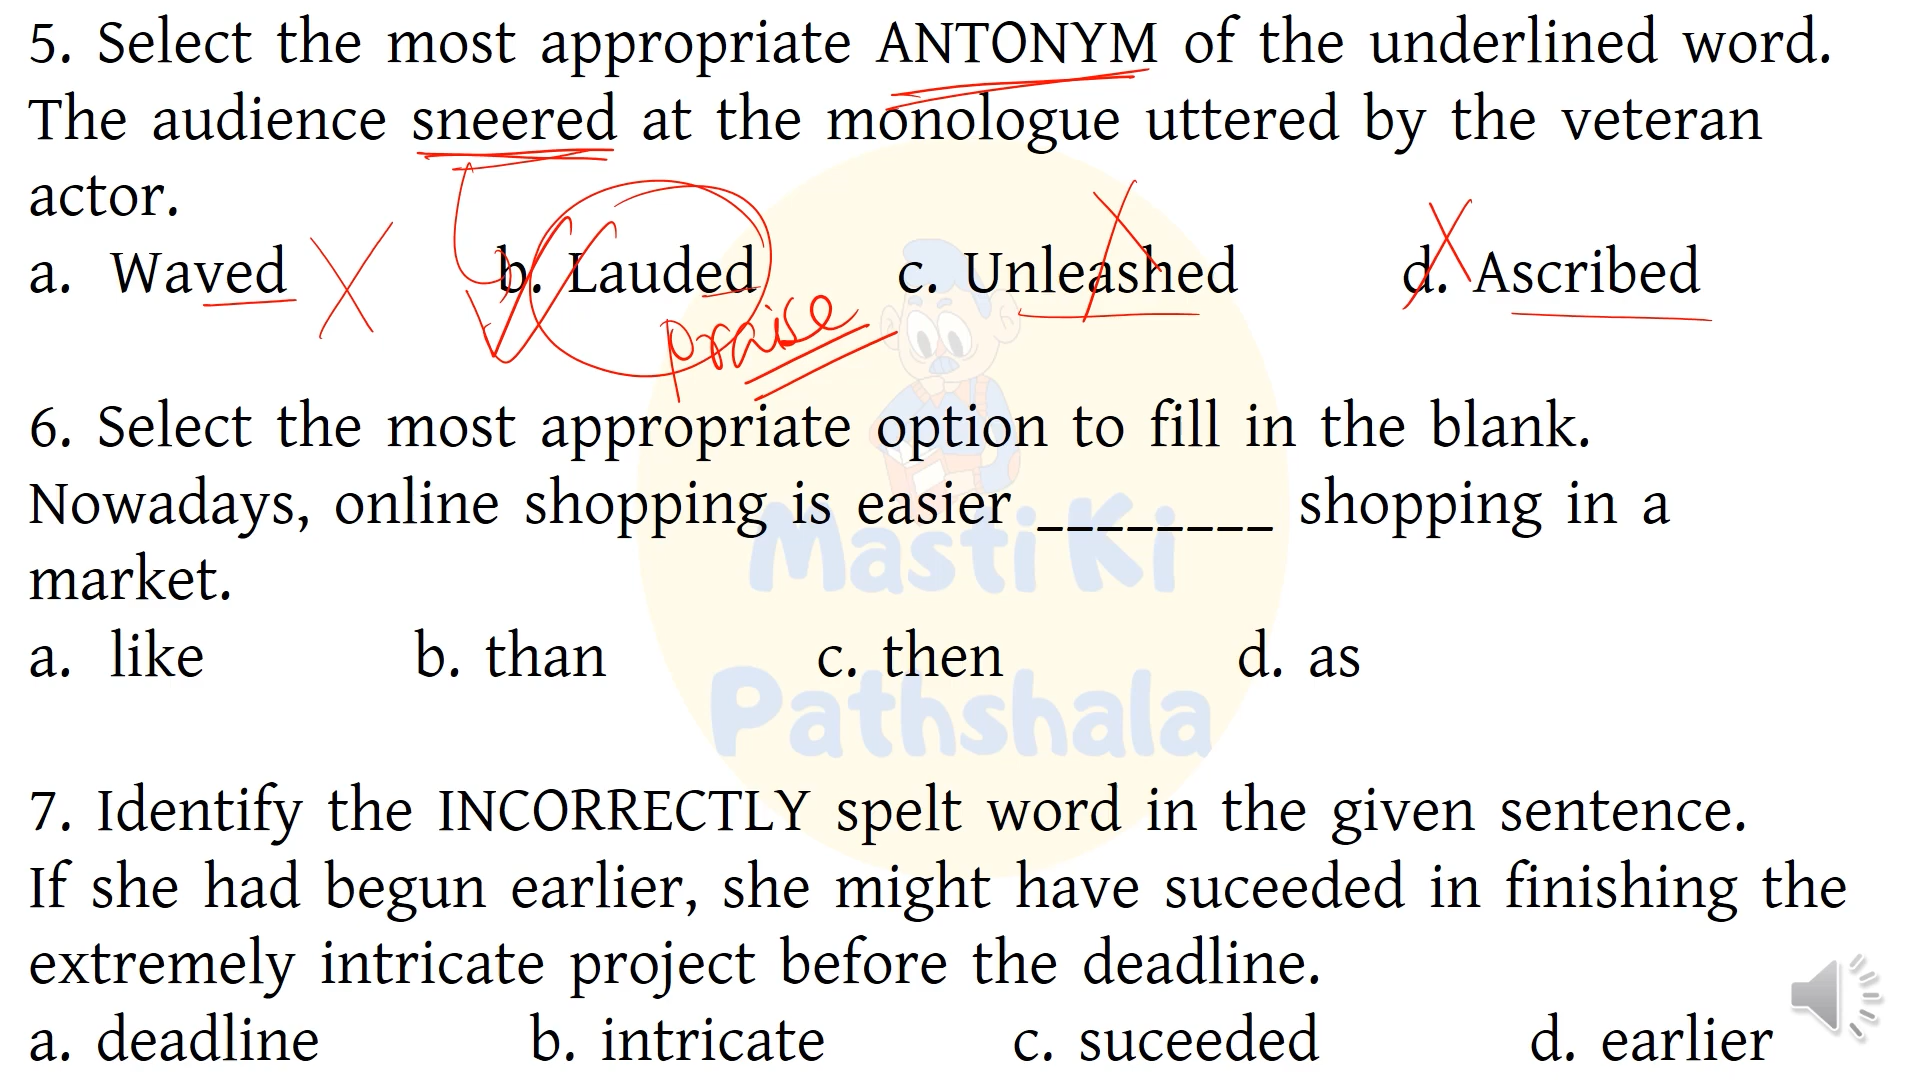 5. Select the most appropriate ANTONYM of the underlined word.
The audience sneered at the monologue uttered by the veteran
actor.
a. Waved b. Lauded c. Unleashed d. Ascribed
praise
6. Select the most appropriate option to fill in the blank.
Nowadays, online shopping is easier ________ shopping in a
market.
a. like b. than c. then d. as
Masti Ki
Pathshala
7. Identify the INCORRECTLY spelt word in the given sentence.
If she had begun earlier, she might have suceeded in finishing the
extremely intricate project before the deadline.
a. deadline b. intricate c. suceeded d. earlier